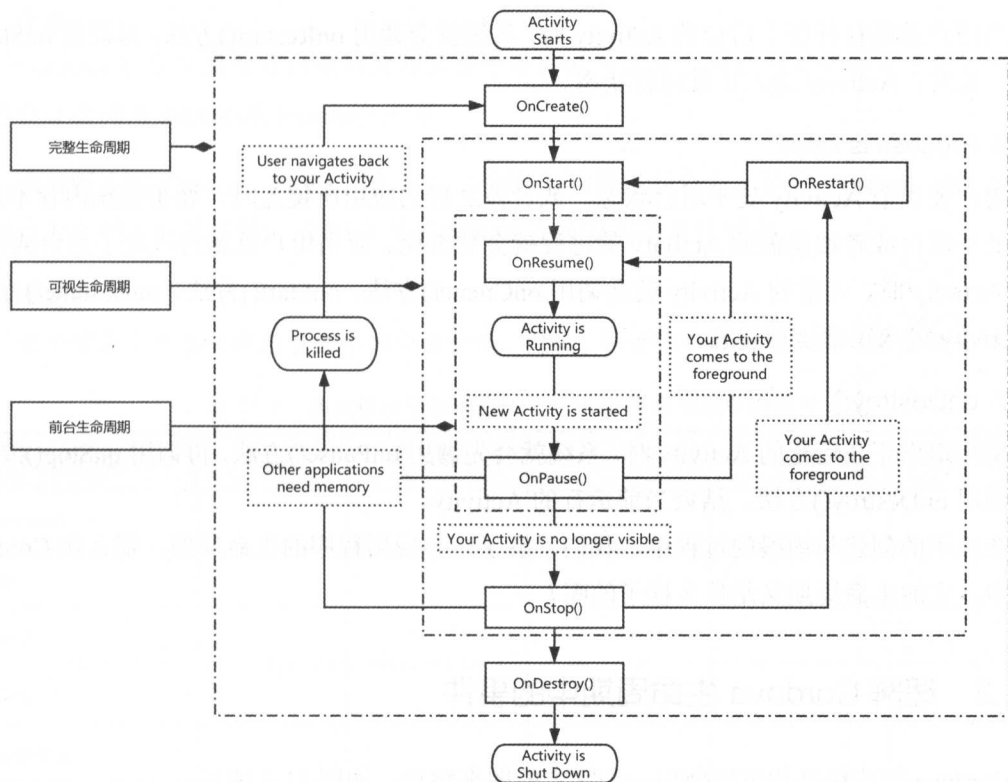 Activity
Starts
OnCreate()
完整生命周期
User navigates back
to your Activity
OnStart()
OnRestart()
OnResume()
可视生命周期
Process is
killed
Activity is
Running
Your Activity
comes to the
foreground
New Activity is started
前台生命周期
Your Activity
comes to the
foreground
Other applications
need memory
OnPause()
Your Activity is no longer visible
OnStop()
OnDestroy()
Activity is
Shut Down